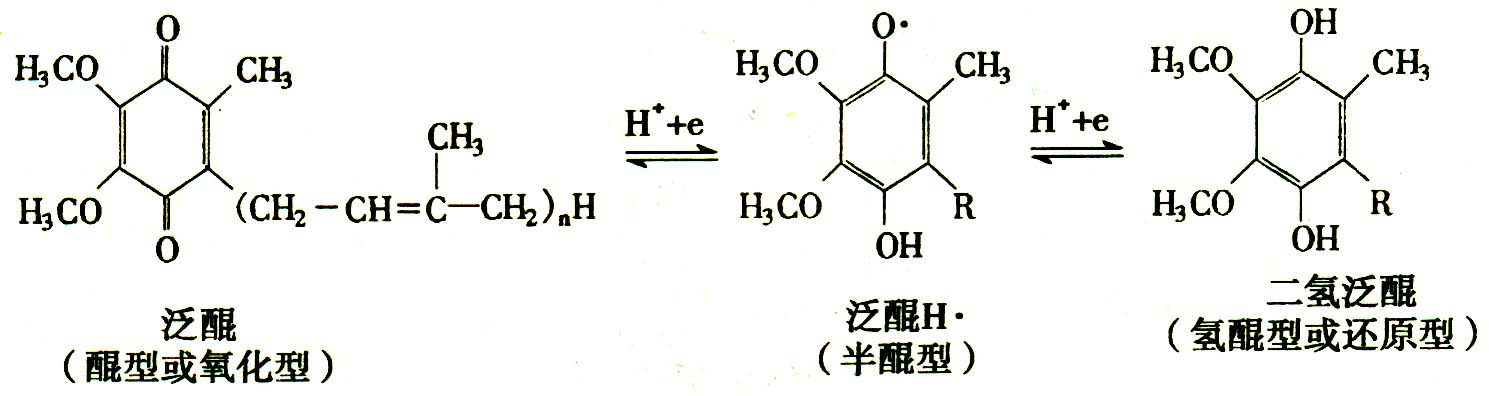 O
H₃CO
CH₃
CH₃
H₃CO
(CH₂-CH=C-CH₂)ₙH
O
泛醌
(醌型或氧化型)
H⁺+e
O·
H₃CO
CH₃
H₃CO
R
OH
泛醌H·
(半醌型)
H⁺+e
OH
H₃CO
CH₃
H₃CO
R
OH
二氢泛醌
(氢醌型或还原型)